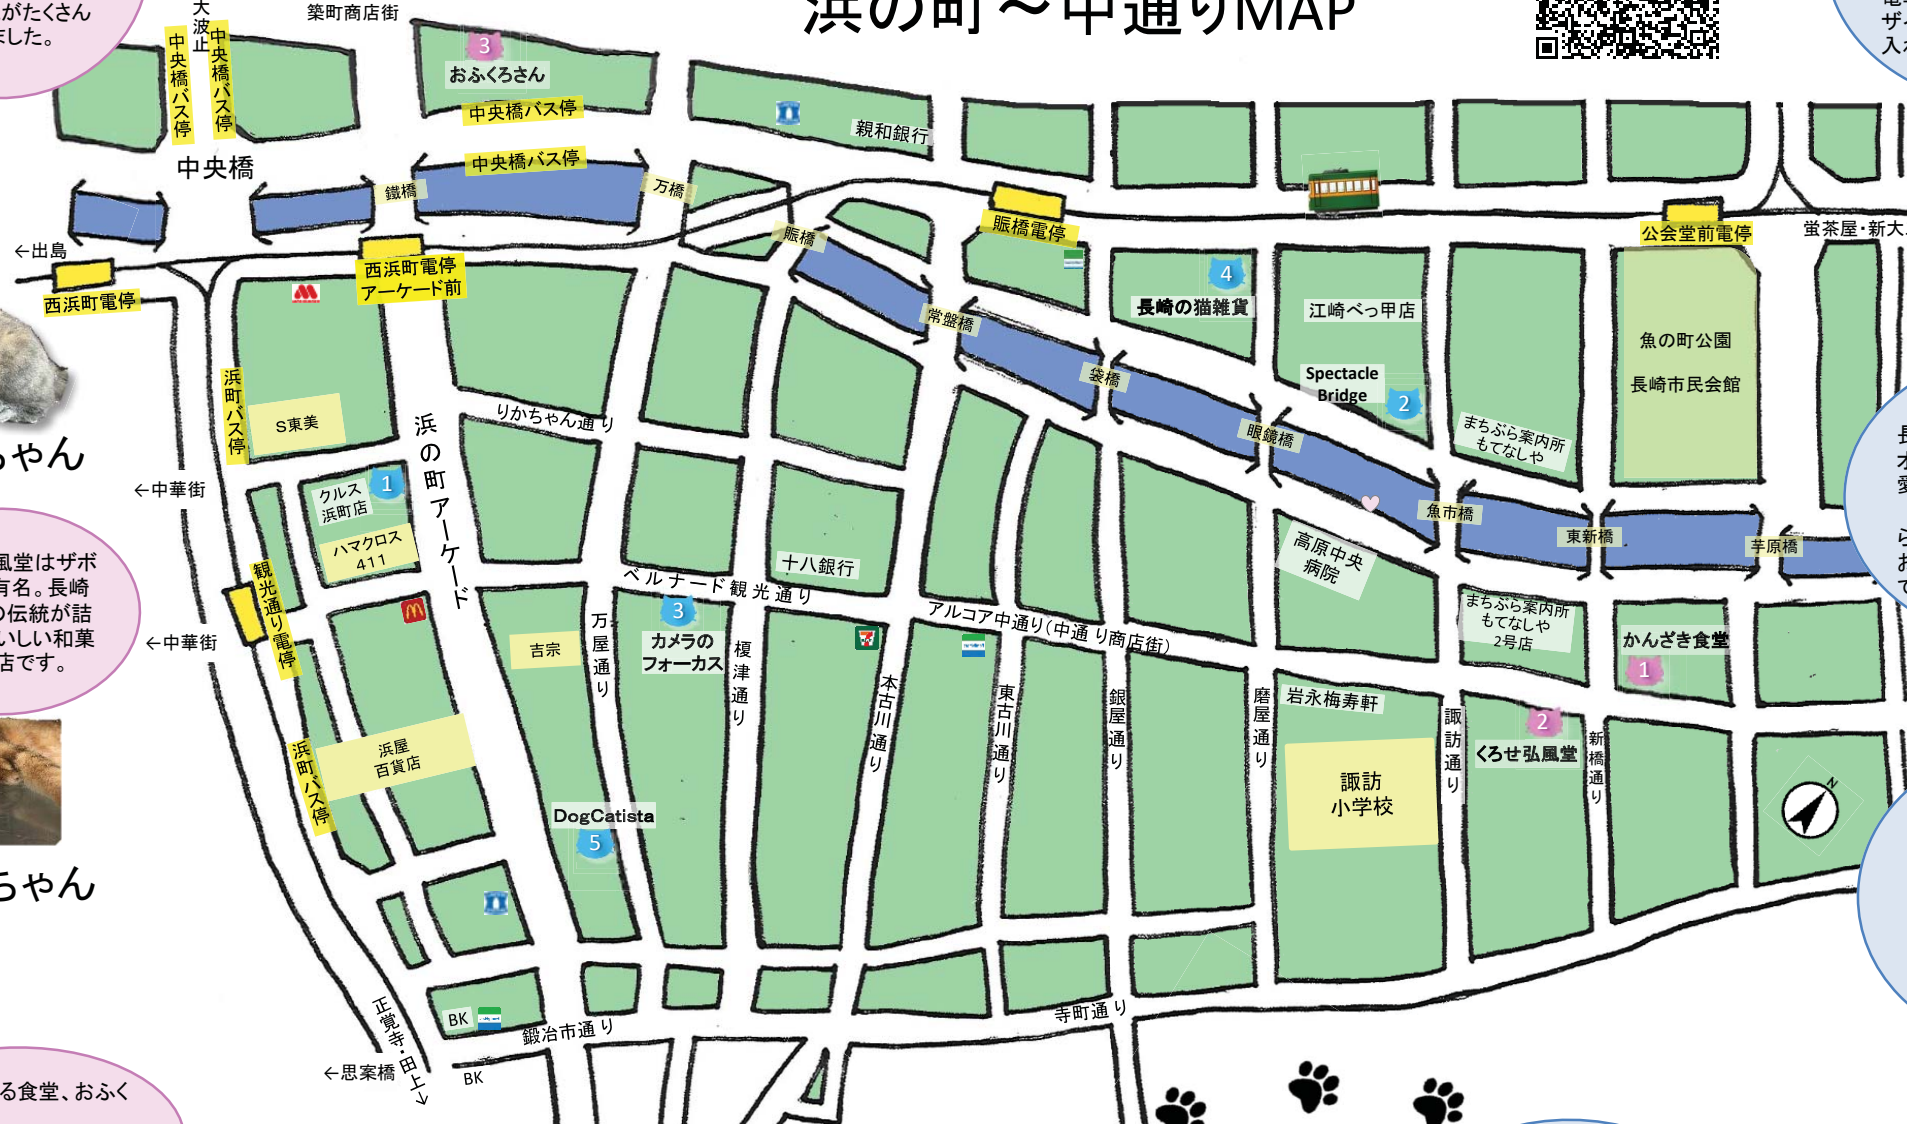 がたくさん
ました。
大波止
築町商店街
浜の町～中通りMAP
中央橋バス停
中央橋バス停
3
おふくろさん
中央橋バス停
親和銀行
中央橋
中央橋バス停
鐵橋
万橋
賑橋
賑橋電停
公会堂前電停
蛍茶屋・新大
←出島
西浜町電停
西浜町電停
アーケード前
4
長崎の猫雑貨
江崎べっ甲店
魚の町公園
長崎市民会館
常盤橋
袋橋
Spectacle
Bridge
2
眼鏡橋
まちぶら案内所
もてなしや
浜町バス停
S東美
浜の町アーケード
りかちゃん通り
ちゃん
←中華街
クルス
浜町店
1
ハマクロス
411
魚市橋
東新橋
芋原橋
高原中央
病院
風堂はザボ
有名。長崎
の伝統が詰
いしい和菓
店です。
観光通り電停
十八銀行
ベルナード観光通り
アルコア中通り(中通り商店街)
まちぶら案内所
もてなしや
2号店
かんざき食堂
1
←中華街
吉宗
万屋通り
3
カメラの
フォーカス
榎津通り
本古川通り
東古川通り
銀屋通り
磨屋通り
岩永梅寿軒
諏訪通り
2
くろせ弘風堂
新橋通り
浜町バス停
浜屋
百貨店
諏訪
小学校
N
DogCatista
5
ちゃん
BK
鍛冶市通り
寺町通り
正覚寺・田上→
←思案橋
BK
る食堂、おふく